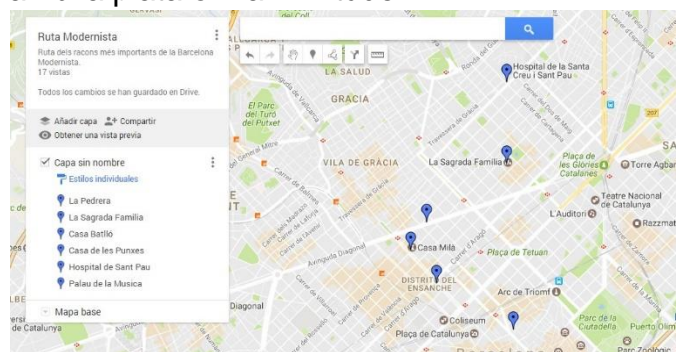 Ruta Modernista
Ruta dels racons més importants de la Barcelona
Modernista.
17 vistas
Todos los cambios se han guardado en Drive.
Añadir capa
Compartir
Obtener una vista previa
Capa sin nombre
Estilos individuales
La Pedrera
La Sagrada Família
Casa Batlló
Casa de les Punxes
Hospital de Sant Pau
Palau de la Musica
Mapa base
LA SALUD
GRACIA
El Parc
del Turó
del Putxet
VILA DE GRÀCIA
Hospital de la Santa
Creu i Sant Pau
La Sagrada Familia
Plaça de
les Glòries
Catalanes
Torre Agbar
Teatre Nacional
de Catalunya
L'Auditori
Razzmat
Casa Milà
Plaça de Tetuan
Avinguda Diagonal
DISTRITO DEL
ENSANCHE
Arc de Triomf
Diagonal
Coliseum
Plaça de Catalunya
Parc de la
Ciutadella
Puerto Olím
Parc Zoològic
de Catalunya